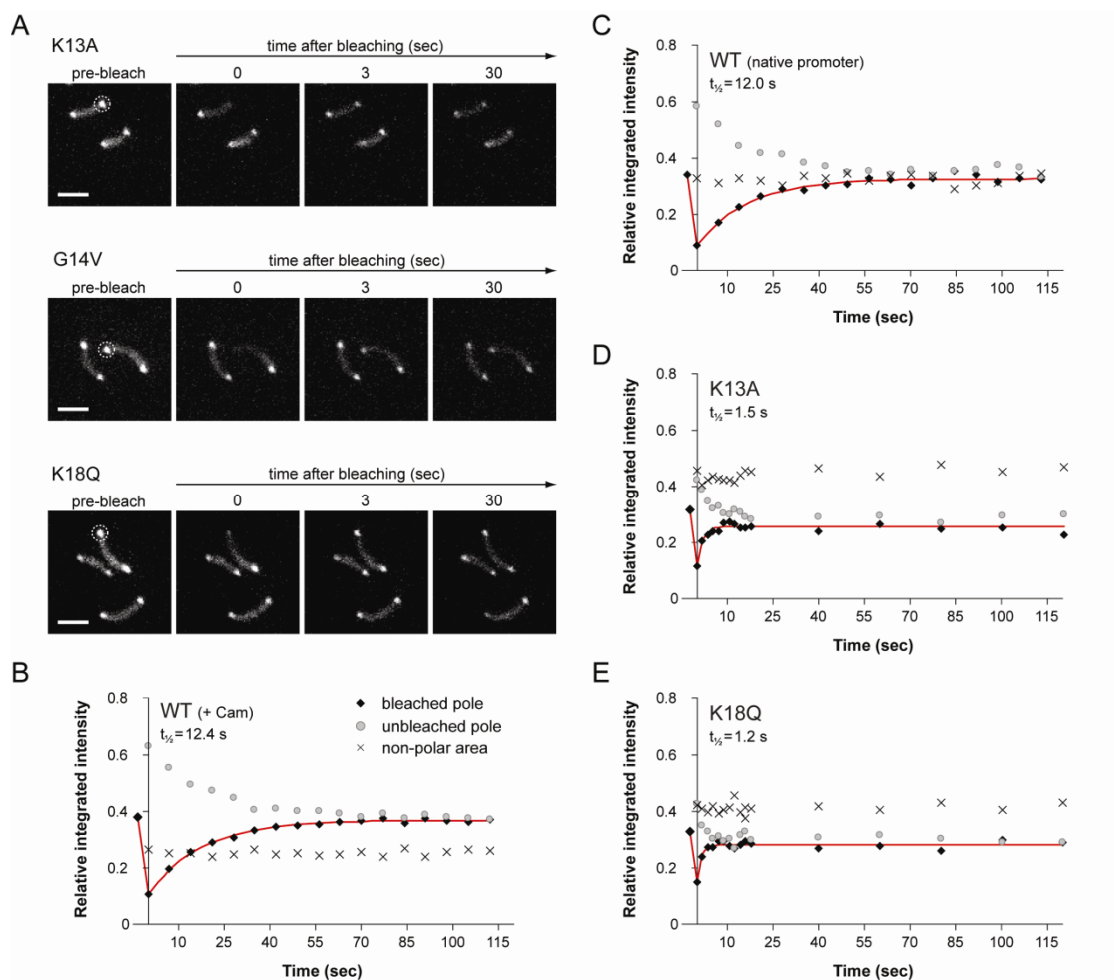 A
K13A
time after bleaching (sec)
pre-bleach 0 3 30
G14V
time after bleaching (sec)
pre-bleach 0 3 30
K18Q
time after bleaching (sec)
pre-bleach 0 3 30
B
Relative integrated intensity
0.8
0.6
0.4
0.2
0
WT (+ Cam)
t½=12.4 s
bleached pole
unbleached pole
non-polar area
10 25 40 55 70 85 100 115
Time (sec)
C
Relative integrated intensity
0.8
0.6
0.4
0.2
0
WT (native promoter)
t½=12.0 s
10 25 40 55 70 85 100 115
Time (sec)
D
Relative integrated intensity
0.8
0.6
0.4
0.2
0
K13A
t½=1.5 s
10 25 40 55 70 85 100 115
Time (sec)
E
Relative integrated intensity
0.8
0.6
0.4
0.2
0
K18Q
t½=1.2 s
10 25 40 55 70 85 100 115
Time (sec)